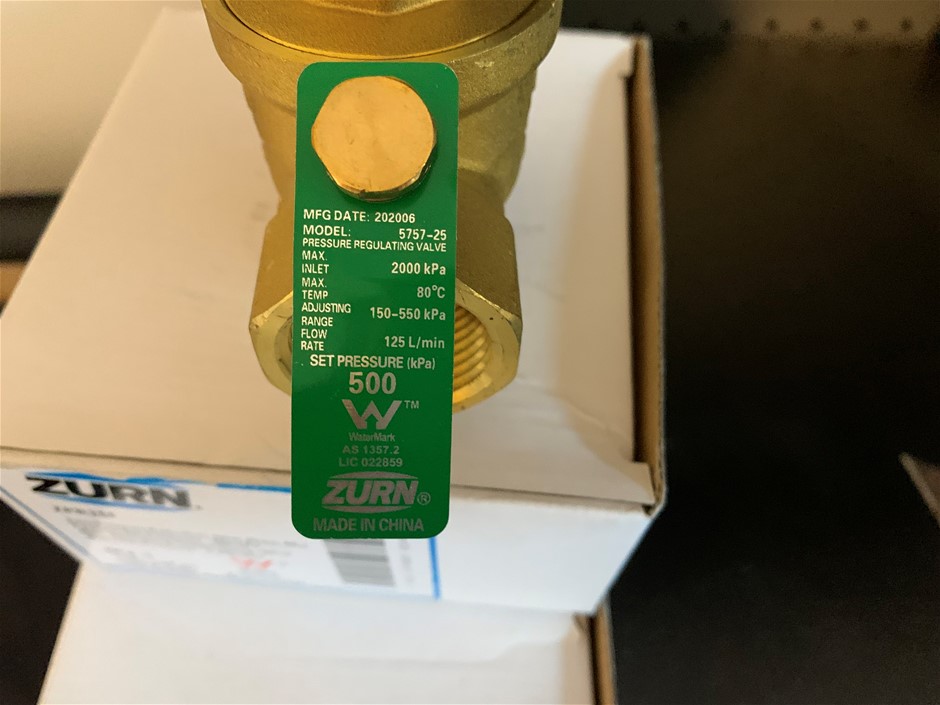 MFG DATE: 202006
MODEL: 5757-25
PRESSURE REGULATING VALVE
MAX.
INLET 2000 kPa
MAX.
TEMP 80°C
ADJUSTING
RANGE 150-550 kPa
FLOW
RATE 125 L/min
SET PRESSURE (kPa)
500
W™
WaterMark
AS 1357.2
LIC 022859
ZURN®
MADE IN CHINA
ZURN